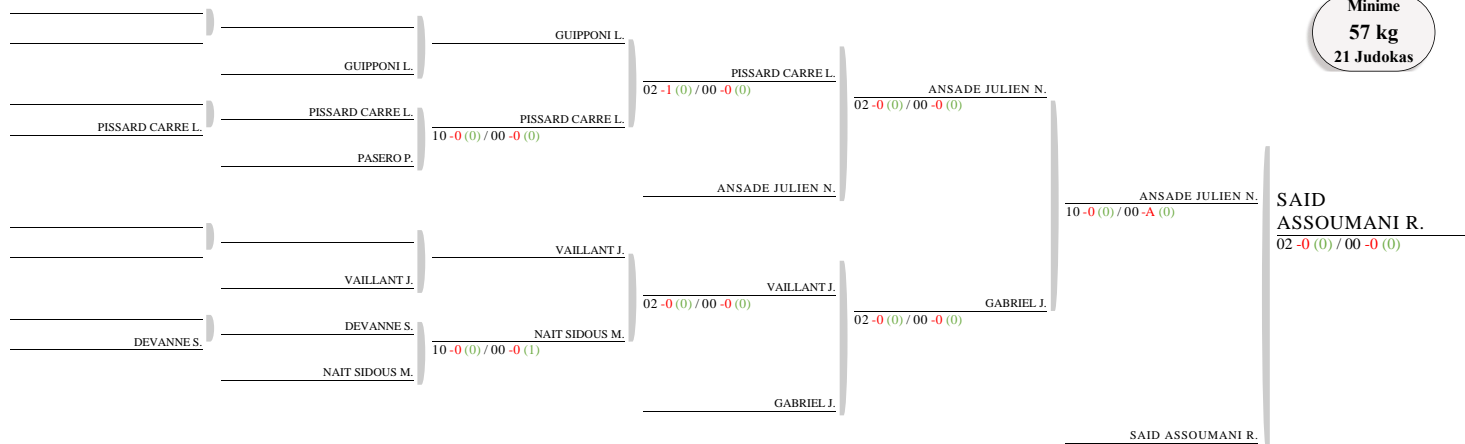 Minime
57 kg
21 Judokas
GUIPPONI L.
GUIPPONI L.
PISSARD CARRE L.
02 -1 (0) / 00 -0 (0)
ANSADE JULIEN N.
02 -0 (0) / 00 -0 (0)
PISSARD CARRE L.
PISSARD CARRE L.
PISSARD CARRE L.
10 -0 (0) / 00 -0 (0)
PASERO P.
ANSADE JULIEN N.
ANSADE JULIEN N.
10 -0 (0) / 00 -A (0)
SAID
ASSOUMANI R.
02 -0 (0) / 00 -0 (0)
VAILLANT J.
VAILLANT J.
VAILLANT J.
02 -0 (0) / 00 -0 (0)
GABRIEL J.
02 -0 (0) / 00 -0 (0)
DEVANNE S.
DEVANNE S.
NAIT SIDOUS M.
10 -0 (0) / 00 -0 (1)
NAIT SIDOUS M.
GABRIEL J.
SAID ASSOUMANI R.